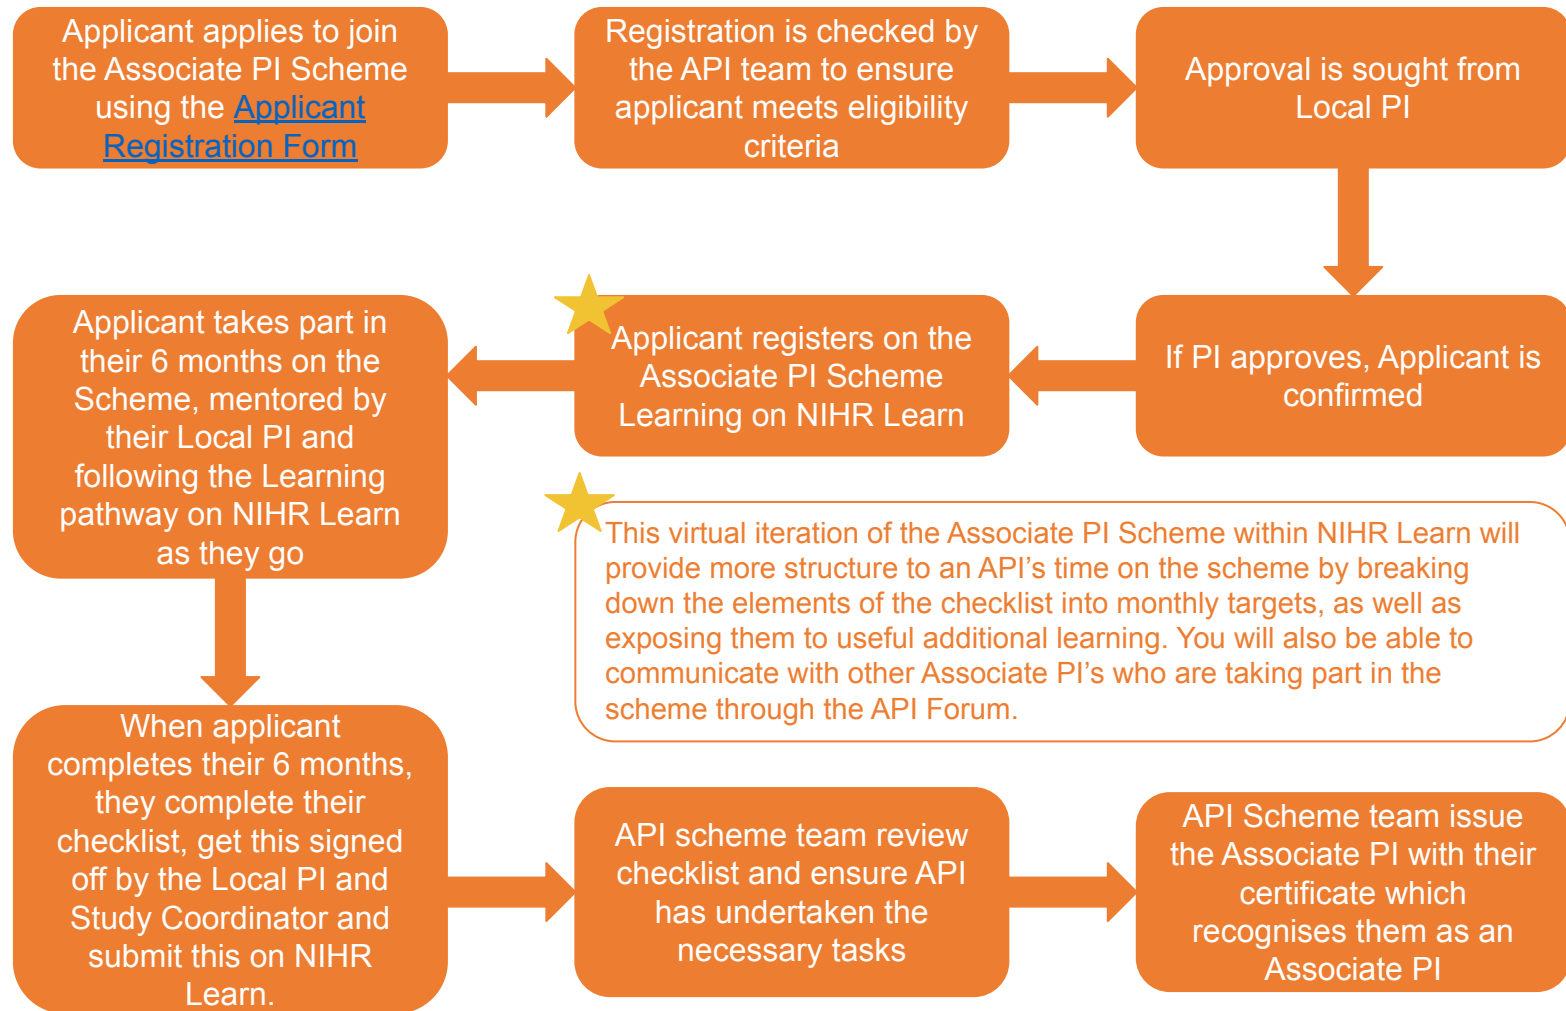 Applicant applies to join
the Associate PI Scheme
using the Applicant
Registration Form
Registration is checked by
the API team to ensure
applicant meets eligibility
criteria
Approval is sought from
Local PI
If PI approves, Applicant is
confirmed
Applicant registers on the
Associate PI Scheme
Learning on NIHR Learn
Applicant takes part in
their 6 months on the
Scheme, mentored by
their Local PI and
following the Learning
pathway on NIHR Learn
as they go
This virtual iteration of the Associate PI Scheme within NIHR Learn will
provide more structure to an API’s time on the scheme by breaking
down the elements of the checklist into monthly targets, as well as
exposing them to useful additional learning. You will also be able to
communicate with other Associate PI’s who are taking part in the
scheme through the API Forum.
When applicant
completes their 6 months,
they complete their
checklist, get this signed
off by the Local PI and
Study Coordinator and
submit this on NIHR
Learn.
API scheme team review
checklist and ensure API
has undertaken the
necessary tasks
API Scheme team issue
the Associate PI with their
certificate which
recognises them as an
Associate PI